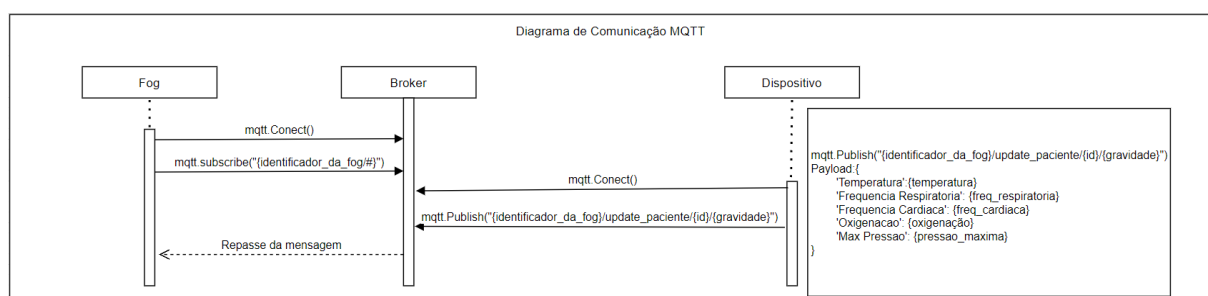 Diagrama de Comunicação MQTT
Fog
Broker
Dispositivo
mqtt.Conect()
mqtt.subscribe("{identificador_da_fog/#}")
mqtt.Conect()
mqtt.Publish("{identificador_da_fog}/update_paciente/{id}/{gravidade}")
Repasse da mensagem
mqtt.Publish("{identificador_da_fog}/update_paciente/{id}/{gravidade}")
Payload:{
'Temperatura':{temperatura}
'Frequencia Respiratoria': {freq_respiratoria}
'Frequencia Cardiaca': {freq_cardiaca}
'Oxigenacao': {oxigenação}
'Max Pressao': {pressao_maxima}
}